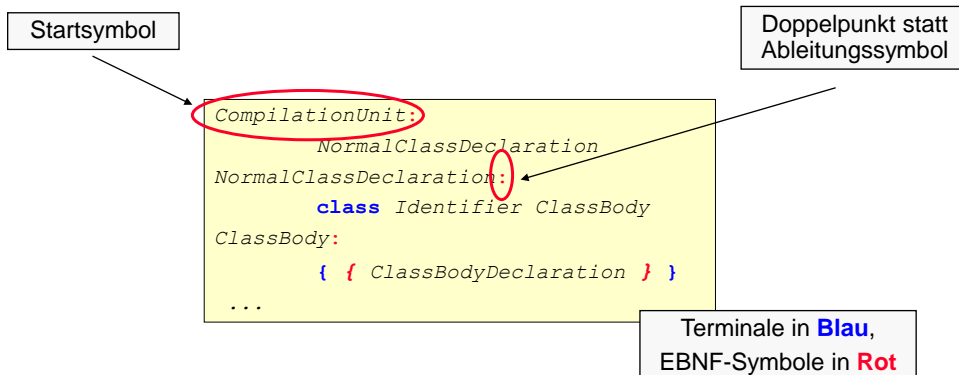 Startsymbol
Doppelpunkt statt
Ableitungssymbol
CompilationUnit:
NormalClassDeclaration
NormalClassDeclaration:
class Identifier ClassBody
ClassBody:
{ { ClassBodyDeclaration } }
...
Terminale in Blau,
EBNF-Symbole in Rot